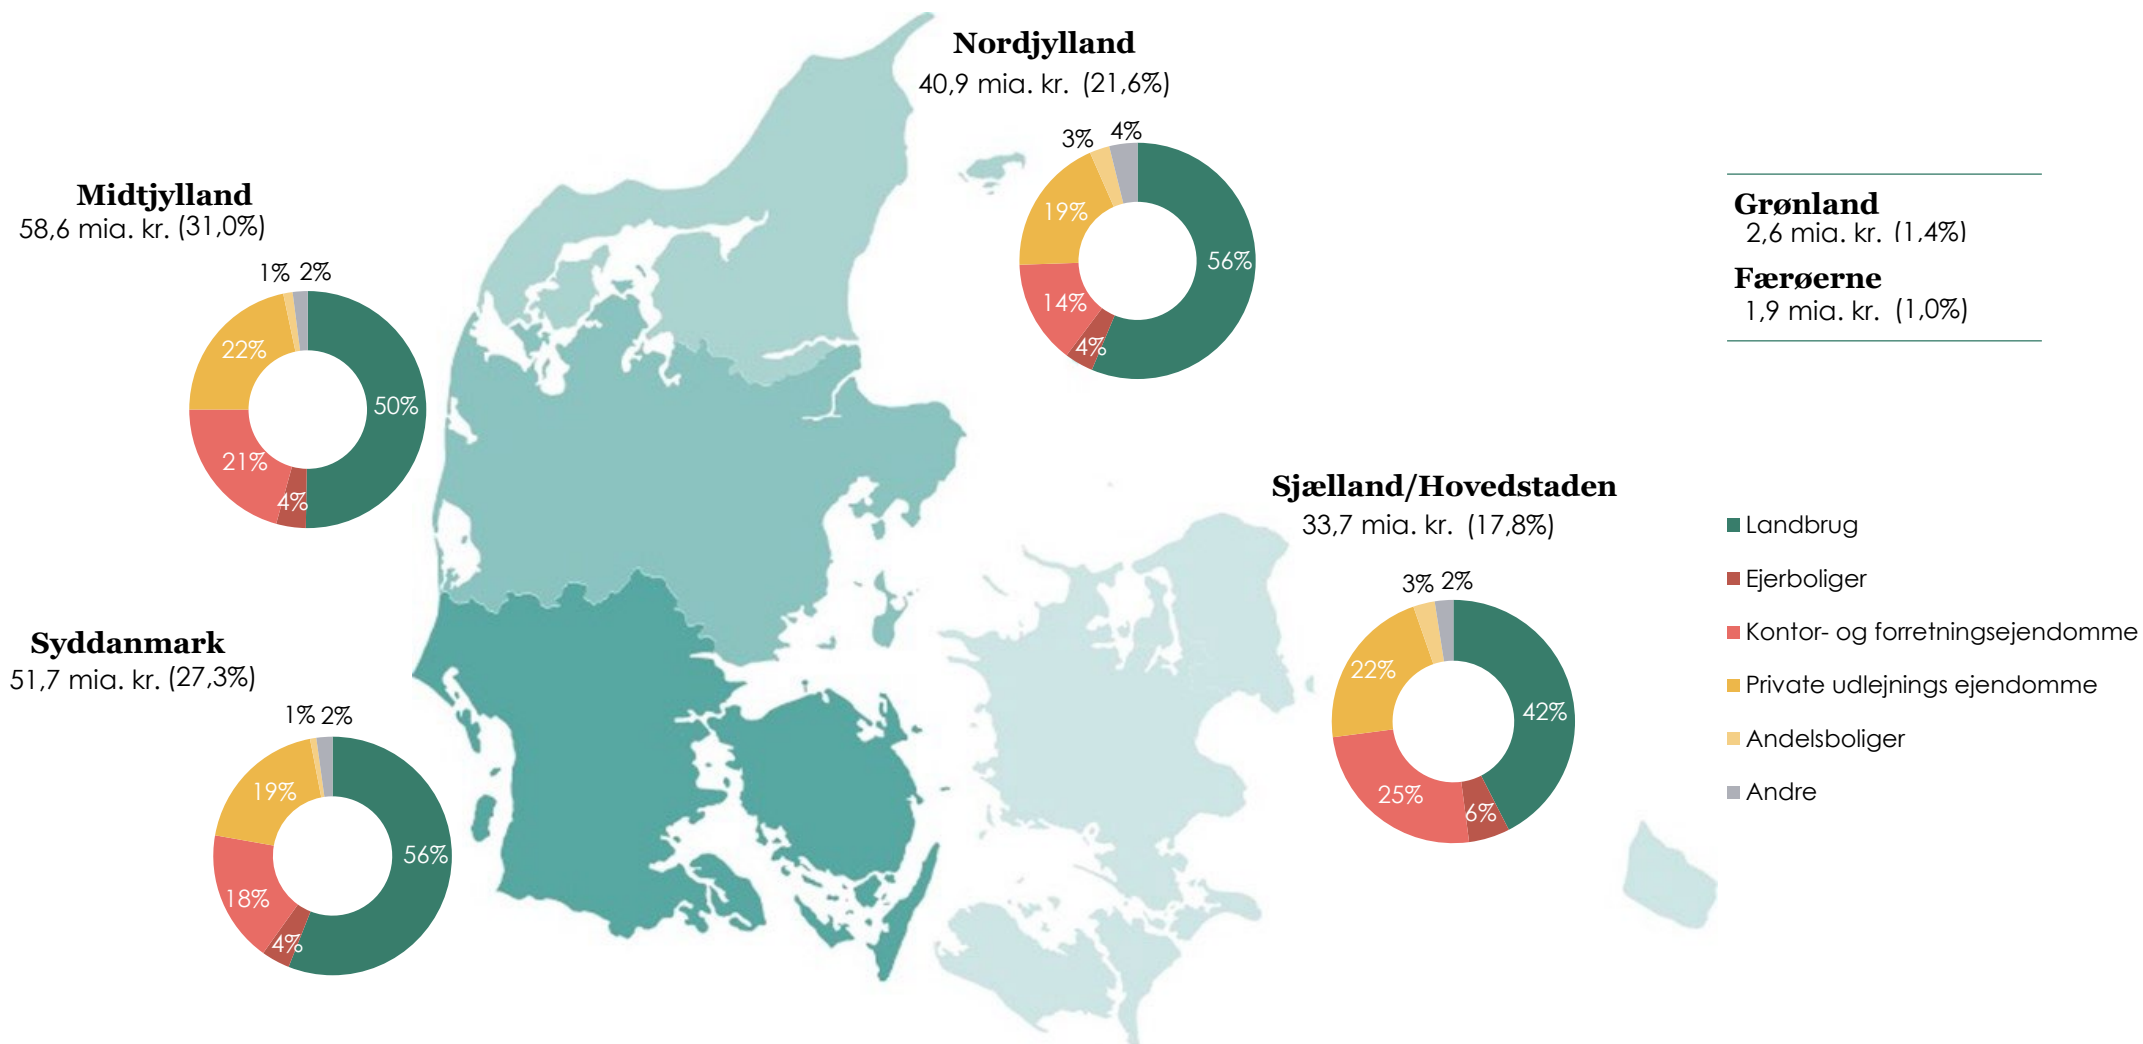 Nordjylland
40,9 mia. kr. (21,6%)
3% 4%
19%
56%
14%
4%
Midtjylland
58,6 mia. kr. (31,0%)
1% 2%
22%
50%
21%
4%
Grønland
2,6 mia. kr. (1,4%)
Færøerne
1,9 mia. kr. (1,0%)
Sjælland/Hovedstaden
33,7 mia. kr. (17,8%)
3% 2%
22%
42%
25%
6%
Syddanmark
51,7 mia. kr. (27,3%)
1% 2%
19%
56%
18%
4%
Landbrug
Ejerboliger
Kontor- og forretningsejendomme
Private udlejnings ejendomme
Andelsboliger
Andre